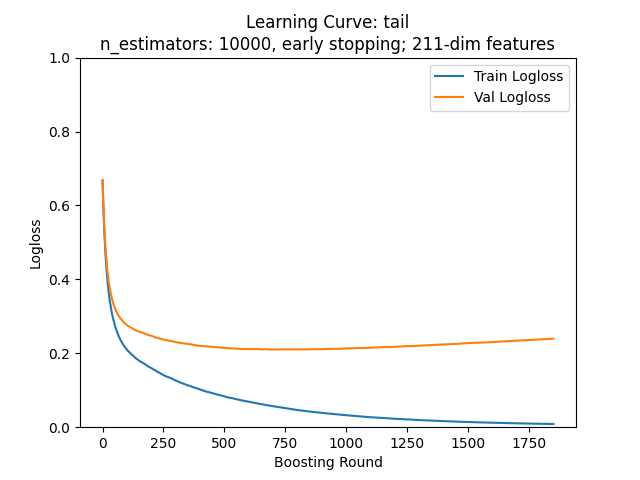 Learning Curve: tail
n_estimators: 10000, early stopping; 211-dim features
Train Logloss
Val Logloss
Logloss
1.0
0.8
0.6
0.4
0.2
0.0
0 250 500 750 1000 1250 1500 1750
Boosting Round